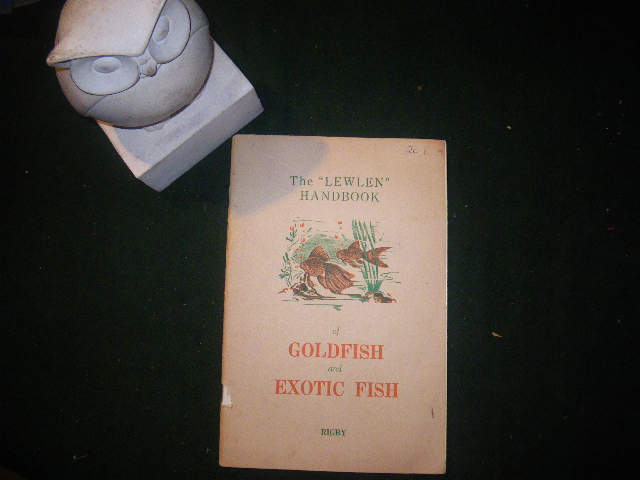 The "LEWLEN"
HANDBOOK
of
GOLDFISH
and
EXOTIC FISH
RIGBY